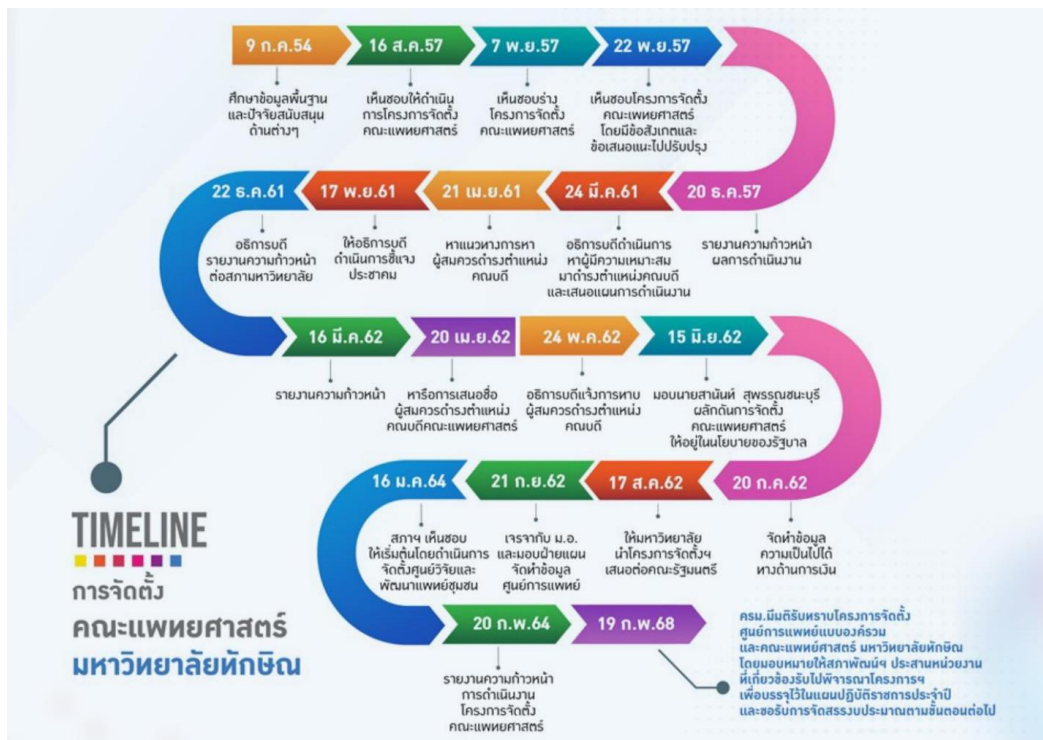 9 ก.ค.54
ศึกษาข้อมูลพื้นฐาน
และปัจจัยสนับสนุน
ด้านต่างๆ
16 ส.ค.57
เห็นชอบให้ดำเนิน
การโครงการจัดตั้ง
คณะแพทยศาสตร์
7 พ.ย.57
เห็นชอบร่าง
โครงการจัดตั้ง
คณะแพทยศาสตร์
22 พ.ย.57
เห็นชอบโครงการจัดตั้ง
คณะแพทยศาสตร์
โดยมีข้อสังเกตและ
ข้อเสนอแนะไปปรับปรุง
20 ธ.ค.57
รายงานความก้าวหน้า
ผลการดำเนินงาน
24 มี.ค.61
อธิการบดีดำเนินการ
หาผู้มีความเหมาะสม
มาดำรงตำแหน่งคณบดี
และเสนอแผนการดำเนินงาน
21 เม.ย.61
หาแนวทางการหา
ผู้สมควรดำรงตำแหน่ง
คณบดี
17 พ.ย.61
ให้อธิการบดี
ดำเนินการชี้แจง
ประชาคม
22 ธ.ค.61
อธิการบดี
รายงานความก้าวหน้า
ต่อสภามหาวิทยาลัย
16 มี.ค.62
รายงานความก้าวหน้า
20 เม.ย.62
หารือการเสนอชื่อ
ผู้สมควรดำรงตำแหน่ง
คณบดีคณะแพทยศาสตร์
24 พ.ค.62
อธิการบดีแจ้งการทาบ
ผู้สมควรดำรงตำแหน่ง
คณบดี
15 มิ.ย.62
มอบนายสานันท์ สุพรรณชนะบุรี
ผลักดันการจัดตั้ง
คณะแพทยศาสตร์
ให้อยู่ในนโยบายของรัฐบาล
20 ก.ค.62
จัดทำข้อมูล
ความเป็นไปได้
ทางด้านการเงิน
17 ส.ค.62
ให้มหาวิทยาลัย
นำโครงการจัดตั้งฯ
เสนอต่อคณะรัฐมนตรี
21 ก.ย.62
เจรจากับ ม.อ.
และมอบฝ่ายแผน
จัดทำข้อมูล
ศูนย์การแพทย์
16 ม.ค.64
สภาฯ เห็นชอบ
ให้เริ่มต้นโดยดำเนินการ
จัดตั้งศูนย์วิจัยและ
พัฒนาแพทย์ชุมชน
20 ก.พ.64
รายงานความก้าวหน้า
การดำเนินงาน
โครงการจัดตั้ง
คณะแพทยศาสตร์
19 ก.พ.68
ครม.มีมติรับทราบโครงการจัดตั้ง
ศูนย์การแพทย์แบบองค์รวม
และคณะแพทย์ศาสตร์ มหาวิทยาลัยทักษิณ
โดยมอบหมายให้สภาพัฒน์ฯ ประสานหน่วยงาน
ที่เกี่ยวข้องรับไปพิจารณาโครงการฯ
เพื่อบรรจุไว้ในแผนปฏิบัติราชการประจำปี
และขอรับการจัดสรรงบประมาณตามขั้นตอนต่อไป
TIMELINE
การจัดตั้ง
คณะแพทยศาสตร์
มหาวิทยาลัยทักษิณ